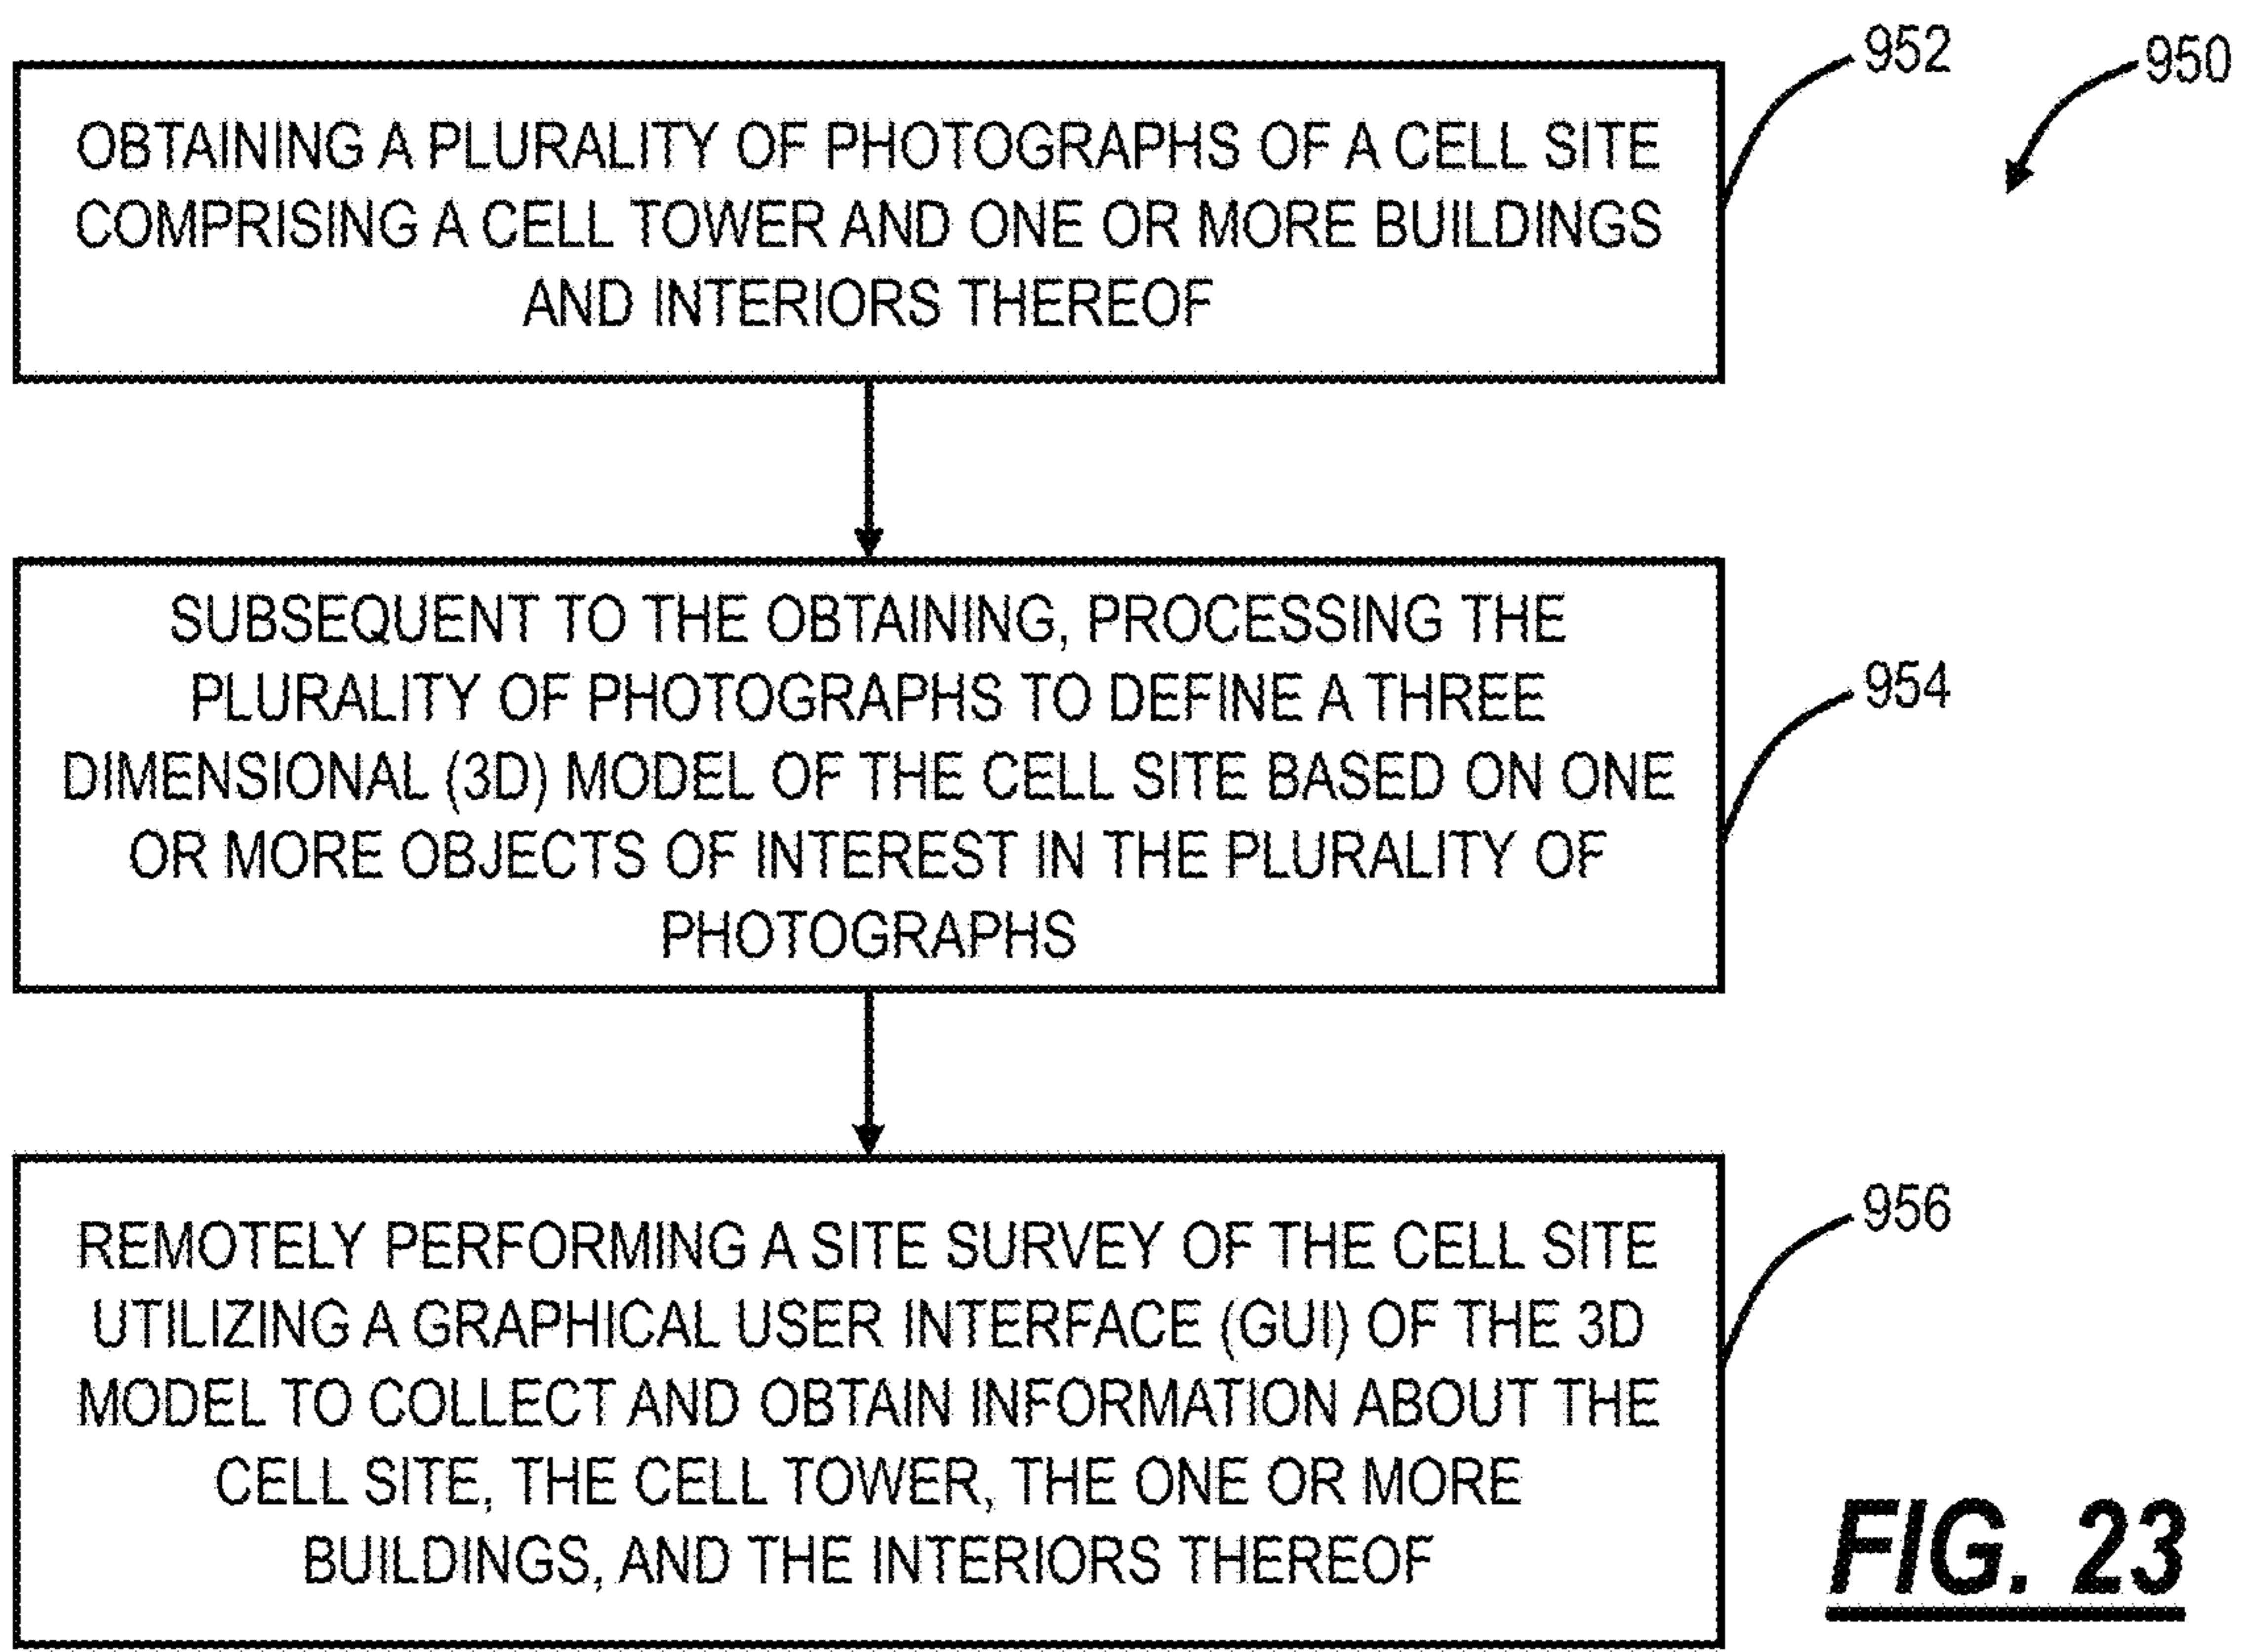 952
950
OBTAINING A PLURALITY OF PHOTOGRAPHS OF A CELL SITE
COMPRISING A CELL TOWER AND ONE OR MORE BUILDINGS
AND INTERIORS THEREOF
SUBSEQUENT TO THE OBTAINING, PROCESSING THE
PLURALITY OF PHOTOGRAPHS TO DEFINE A THREE
DIMENSIONAL (3D) MODEL OF THE CELL SITE BASED ON ONE
OR MORE OBJECTS OF INTEREST IN THE PLURALITY OF
PHOTOGRAPHS
954
REMOTELY PERFORMING A SITE SURVEY OF THE CELL SITE
UTILIZING A GRAPHICAL USER INTERFACE (GUI) OF THE 3D
MODEL TO COLLECT AND OBTAIN INFORMATION ABOUT THE
CELL SITE, THE CELL TOWER, THE ONE OR MORE
BUILDINGS, AND THE INTERIORS THEREOF
956
FIG. 23